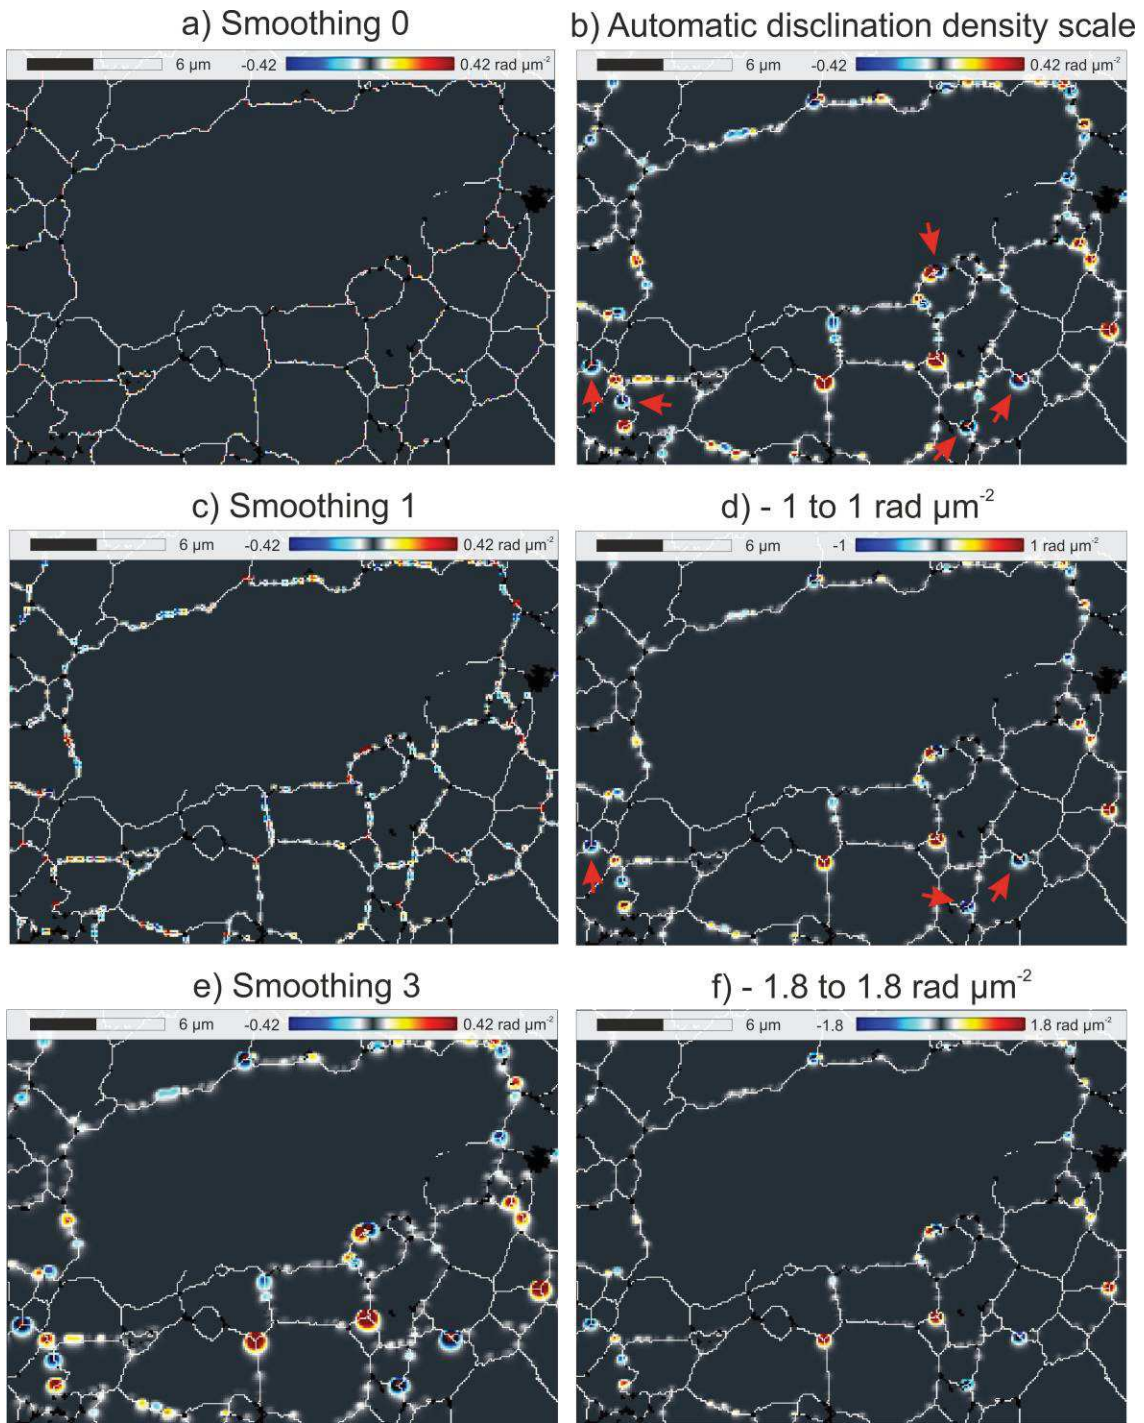 a) Smoothing 0
6 µm -0.42 0.42 rad µm-2
b) Automatic disclination density scale
6 µm -0.42 0.42 rad µm-2
c) Smoothing 1
6 µm -0.42 0.42 rad µm-2
d) - 1 to 1 rad µm-2
6 µm -1 1 rad µm-2
e) Smoothing 3
6 µm -0.42 0.42 rad µm-2
f) - 1.8 to 1.8 rad µm-2
6 µm -1.8 1.8 rad µm-2